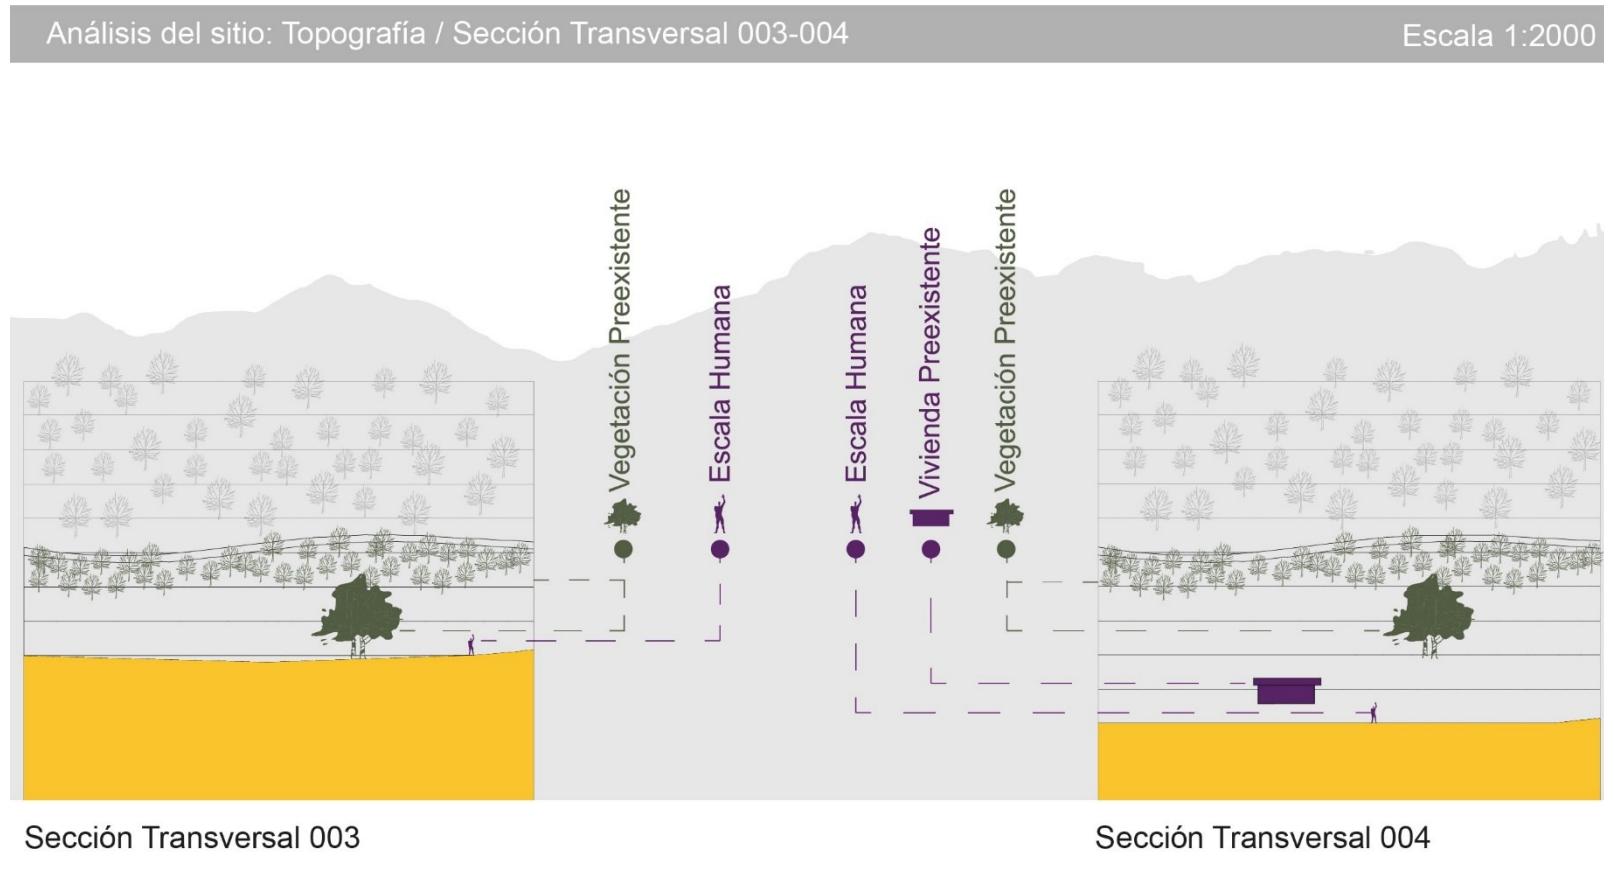 Análisis del sitio: Topografía / Sección Transversal 003-004
Escala 1:2000
Vegetación Preexistente
Escala Humana
Escala Humana
Vivienda Preexistente
Vegetación Preexistente
Sección Transversal 003
Sección Transversal 004